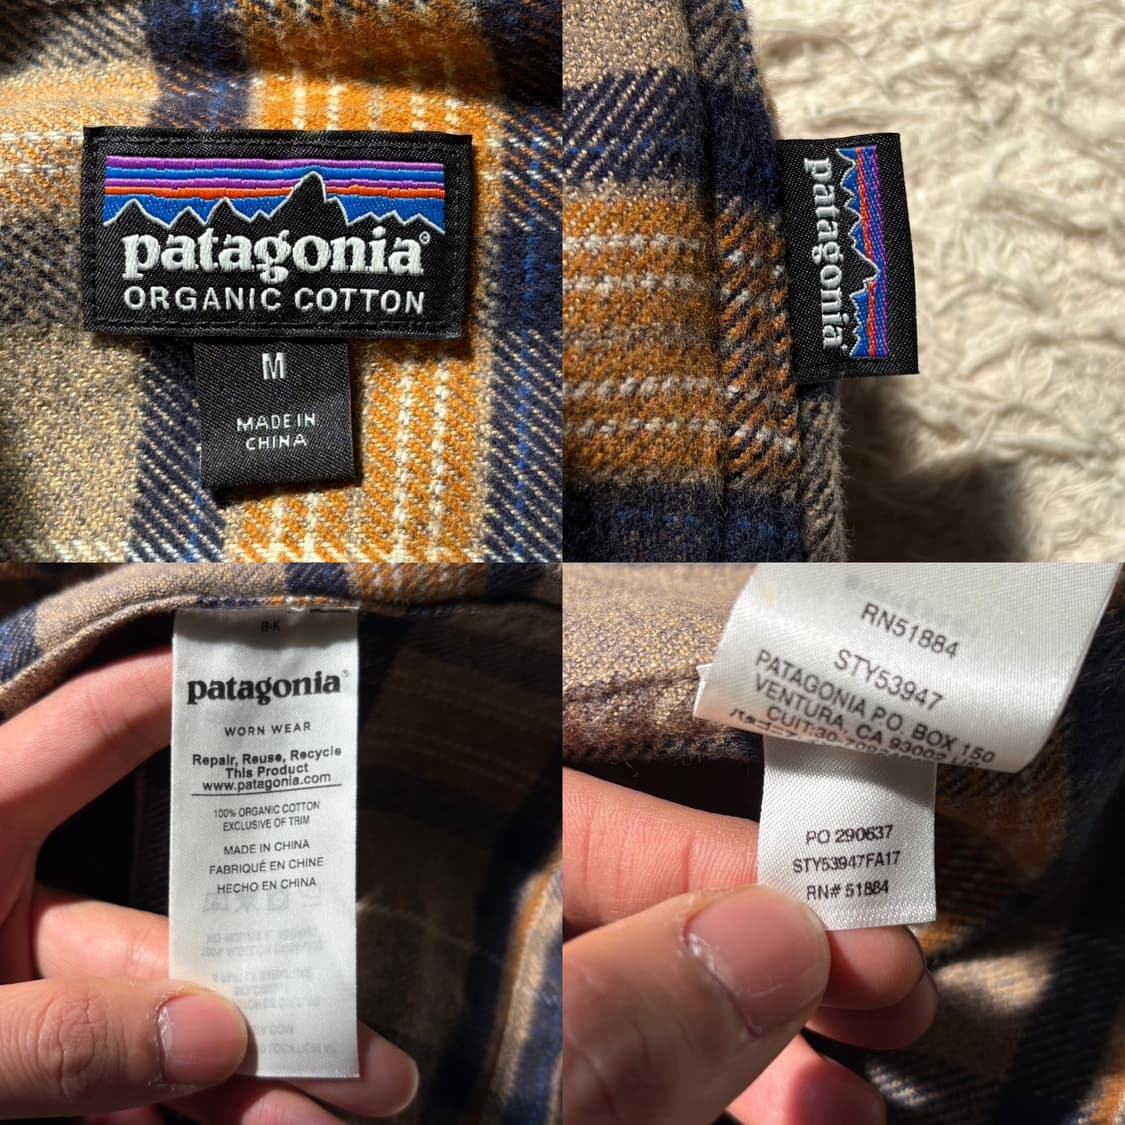 patagonia®
ORGANIC COTTON
M
MADE IN
CHINA
patagonia
B-K
patagonia®
WORN WEAR
Repair, Reuse, Recycle
This Product
www.patagonia.com
100% ORGANIC COTTON
EXCLUSIVE OF TRIM
MADE IN CHINA
FABRIQUÉ EN CHINE
HECHO EN CHINA
RN51884
STY53947
PATAGONIA P.O. BOX 150
VENTURA, CA 93002
CUIT:30
PO 290637
STY53947FA17
RN# 51884